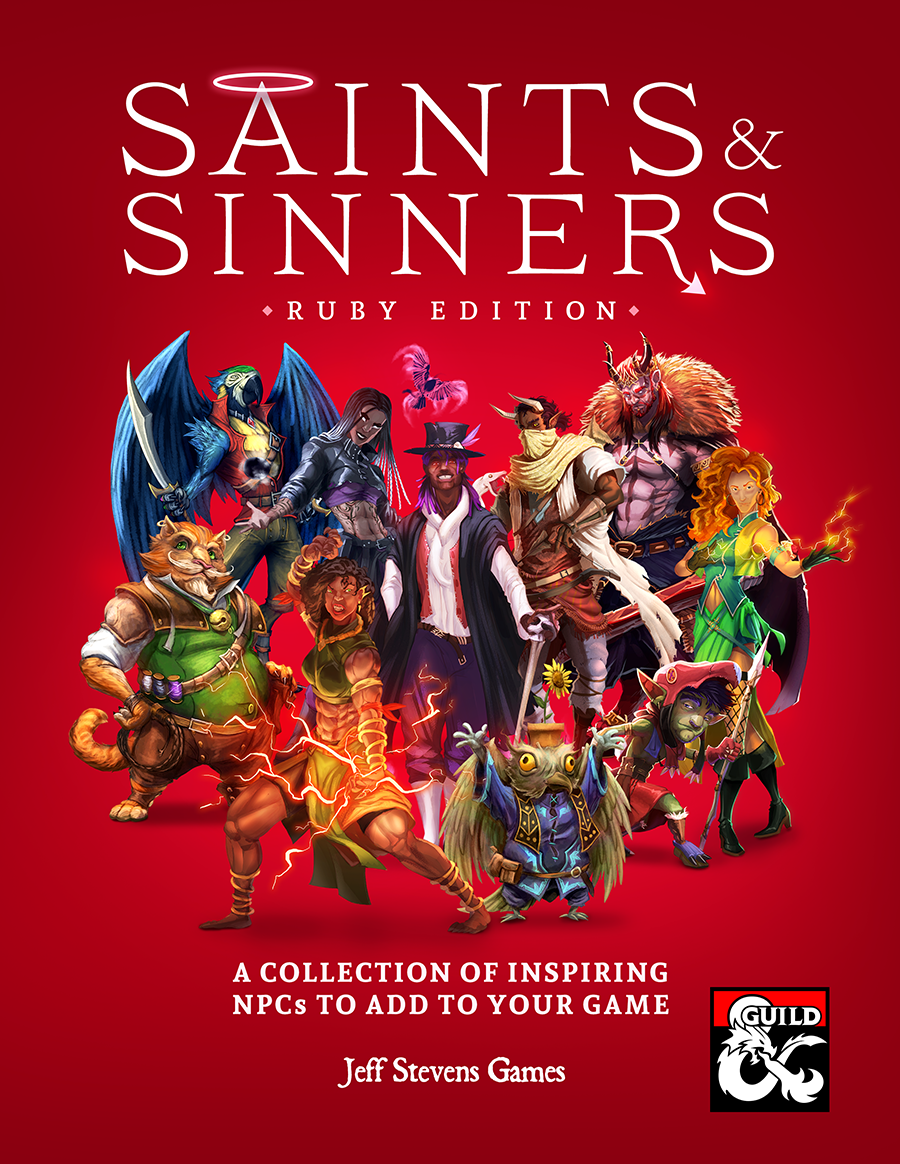 SAINTS &
SINNERS
RUBY EDITION
A COLLECTION OF INSPIRING
NPCs TO ADD TO YOUR GAME
Jeff Stevens Games
GUILD